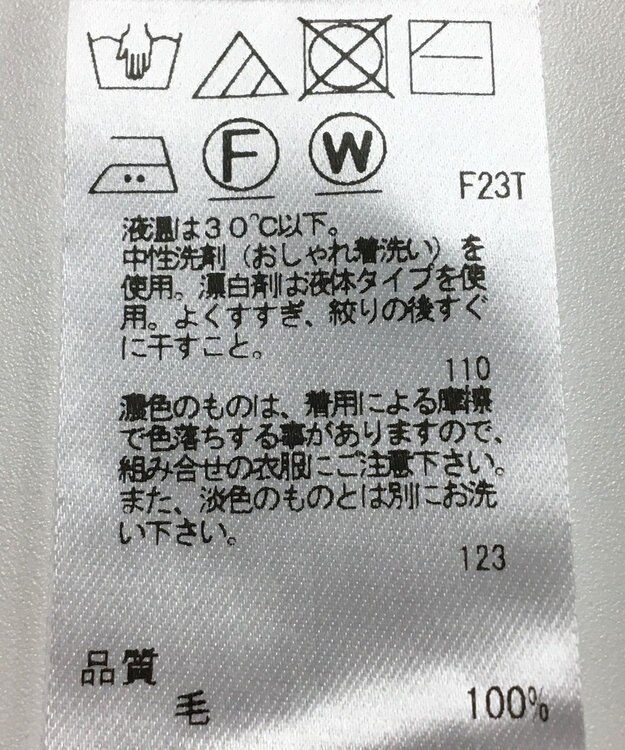 F
W
F23T
液温は30℃以下。
中性洗剤(おしゃれ着洗い)を
使用。漂白剤は液体タイプを使
用。よくすすぎ、絞りの後すぐ
に干すこと。
110
濃色のものは、着用による摩擦
で色落ちする事がありますので、
組み合せの衣服にご注意下さい。
また、淡色のものとは別にお洗
い下さい。
123
品質
毛 100%